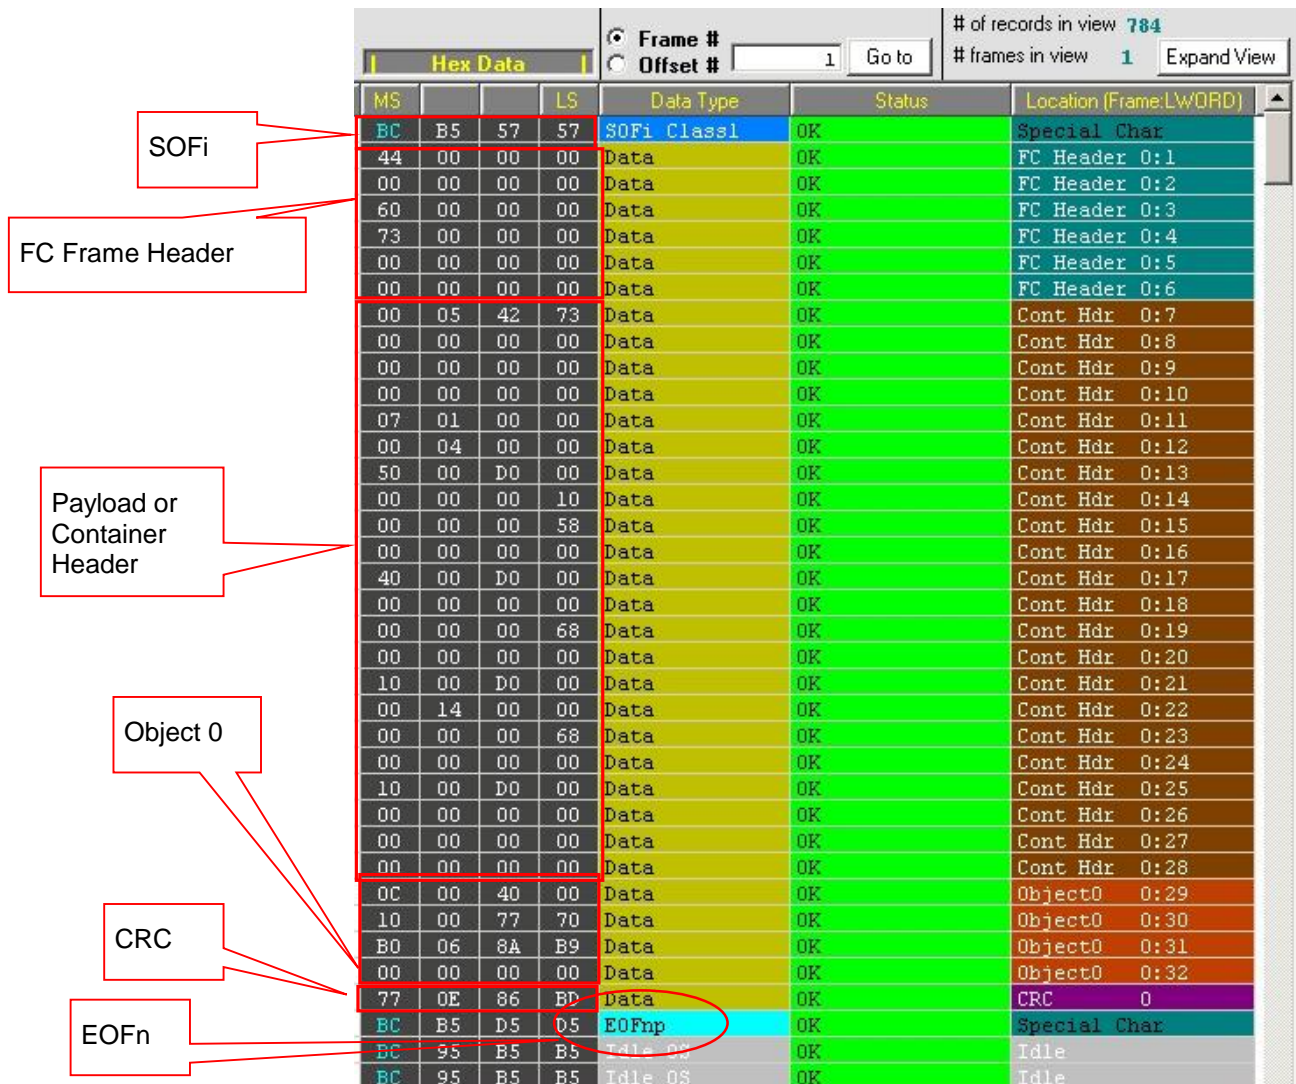 # of records in view 784
Frame #
Offset #
1
Go to
# frames in view 1
Expand View
Hex Data
MS LS Data Type Status Location (Frame:LWORD)
SOFi
BC B5 57 57 SOFi Class1 OK Special Char
44 00 00 00 Data OK FC Header 0:1
00 00 00 00 Data OK FC Header 0:2
60 00 00 00 Data OK FC Header 0:3
FC Frame Header
73 00 00 00 Data OK FC Header 0:4
00 00 00 00 Data OK FC Header 0:5
00 00 00 00 Data OK FC Header 0:6
00 05 42 73 Data OK Cont Hdr 0:7
00 00 00 00 Data OK Cont Hdr 0:8
00 00 00 00 Data OK Cont Hdr 0:9
00 00 00 00 Data OK Cont Hdr 0:10
07 01 00 00 Data OK Cont Hdr 0:11
00 04 00 00 Data OK Cont Hdr 0:12
50 00 D0 00 Data OK Cont Hdr 0:13
Payload or
Container
Header
00 00 00 10 Data OK Cont Hdr 0:14
00 00 00 58 Data OK Cont Hdr 0:15
00 00 00 00 Data OK Cont Hdr 0:16
40 00 D0 00 Data OK Cont Hdr 0:17
00 00 00 00 Data OK Cont Hdr 0:18
00 00 00 68 Data OK Cont Hdr 0:19
00 00 00 00 Data OK Cont Hdr 0:20
10 00 D0 00 Data OK Cont Hdr 0:21
00 14 00 00 Data OK Cont Hdr 0:22
Object 0
00 00 00 68 Data OK Cont Hdr 0:23
00 00 00 00 Data OK Cont Hdr 0:24
10 00 D0 00 Data OK Cont Hdr 0:25
00 00 00 00 Data OK Cont Hdr 0:26
00 00 00 00 Data OK Cont Hdr 0:27
00 00 00 00 Data OK Cont Hdr 0:28
0C 00 40 00 Data OK Object0 0:29
10 00 77 70 Data OK Object0 0:30
CRC
B0 06 8A B9 Data OK Object0 0:31
00 00 00 00 Data OK Object0 0:32
77 0E 86 BD Data OK CRC 0
BC B5 D5 D5 EOFnp OK Special Char
EOFn
BC 95 B5 B5 Idle OS OK Idle
BC 95 B5 B5 Idle OS OK Idle